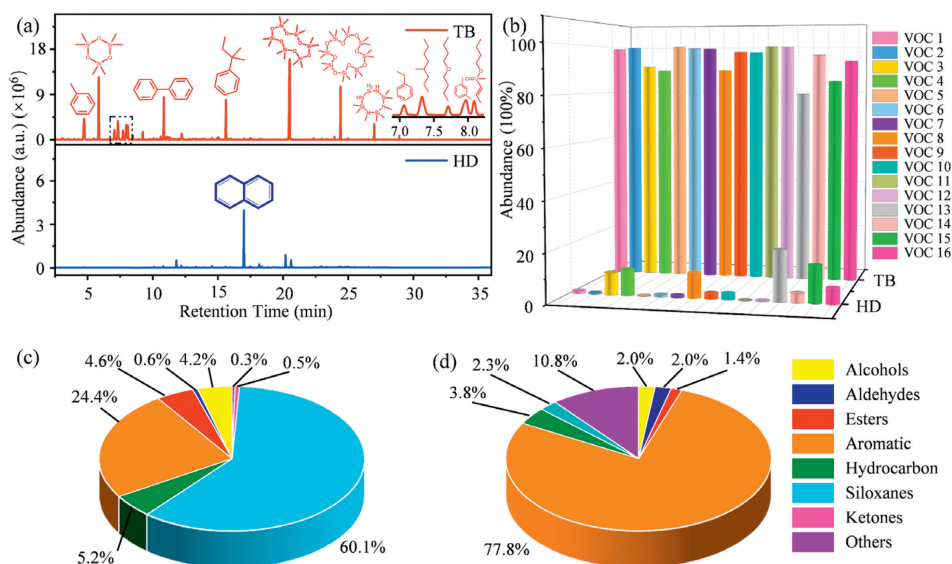 (a)
TB
18
9
0
Abundance (a.u.) (×10⁶)
7.0 7.5 8.0
HD
6
3
0
5 10 15 20 25 30 35
Retention Time (min)
(b)
100
80
60
40
20
0
Abundance (100%)
TB
HD
VOC 1
VOC 2
VOC 3
VOC 4
VOC 5
VOC 6
VOC 7
VOC 8
VOC 9
VOC 10
VOC 11
VOC 12
VOC 13
VOC 14
VOC 15
VOC 16
(c)
4.6%
0.6%
4.2%
0.3%
0.5%
24.4%
5.2%
60.1%
(d)
3.8%
2.3%
10.8%
2.0%
2.0%
1.4%
77.8%
Alcohols
Aldehydes
Esters
Aromatic
Hydrocarbon
Siloxanes
Ketones
Others